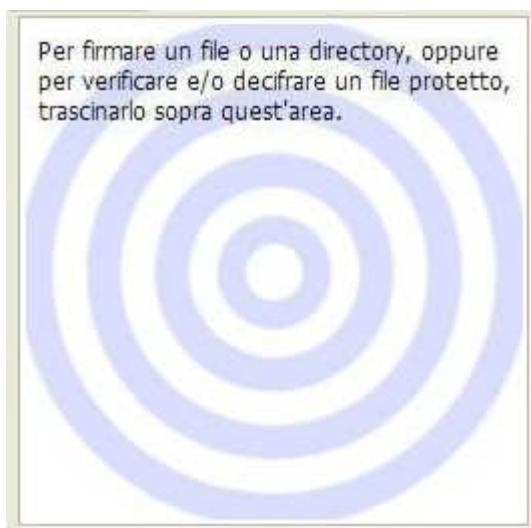 Per firmare un file o una directory, oppure
per verificare e/o decifrare un file protetto,
trascinarlo sopra quest'area.